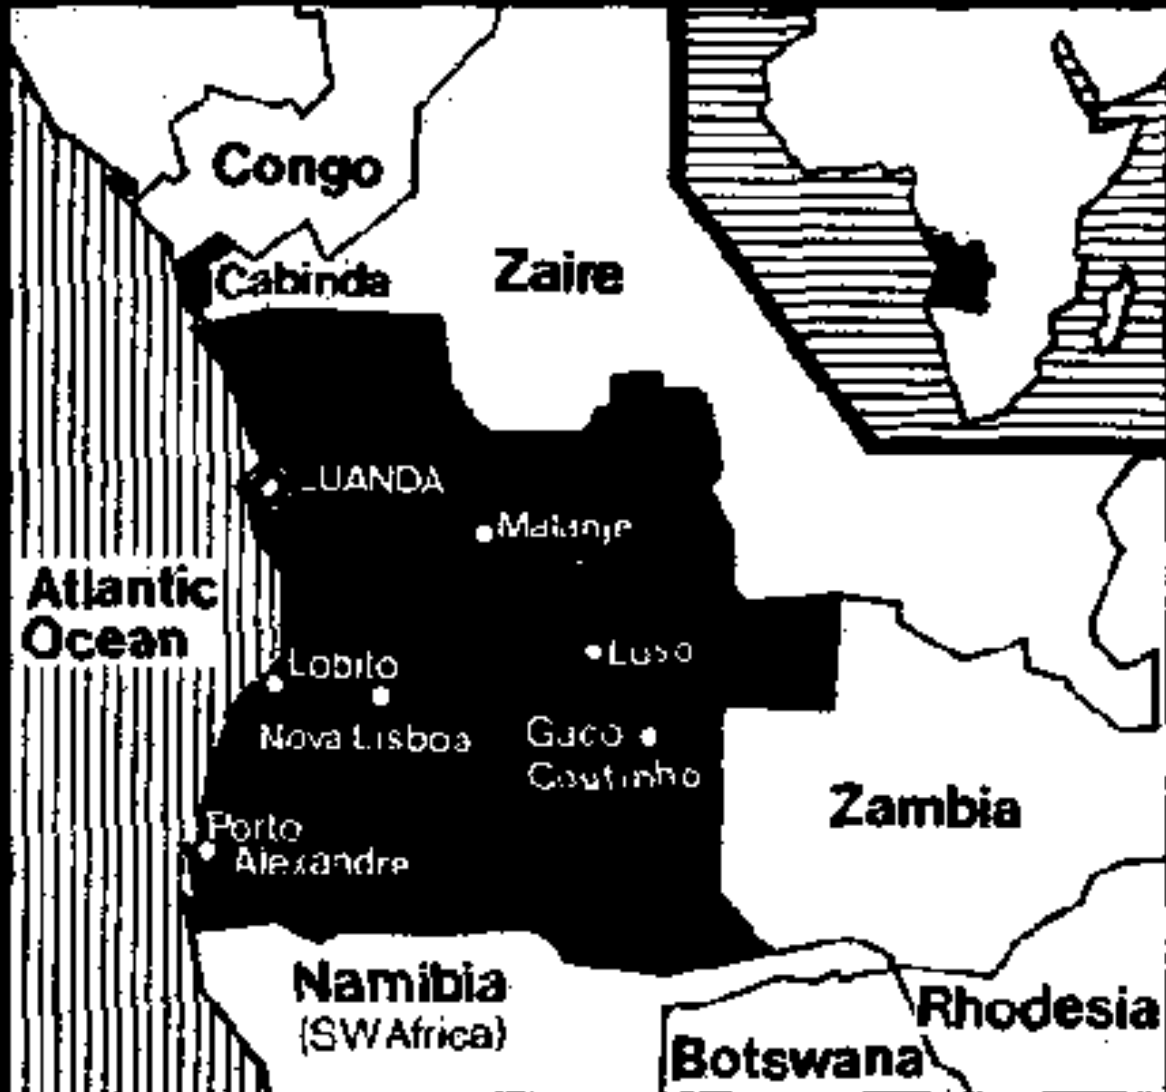 Congo
Cabinda
Zaire
LUANDA
Malanje
Atlantic
Ocean
Lobito
Luso
Nova Lisboa
Gaco
Coutinho
Zambia
Porto
Alexandre
Namibia
(SW Africa)
Rhodesia
Botswana